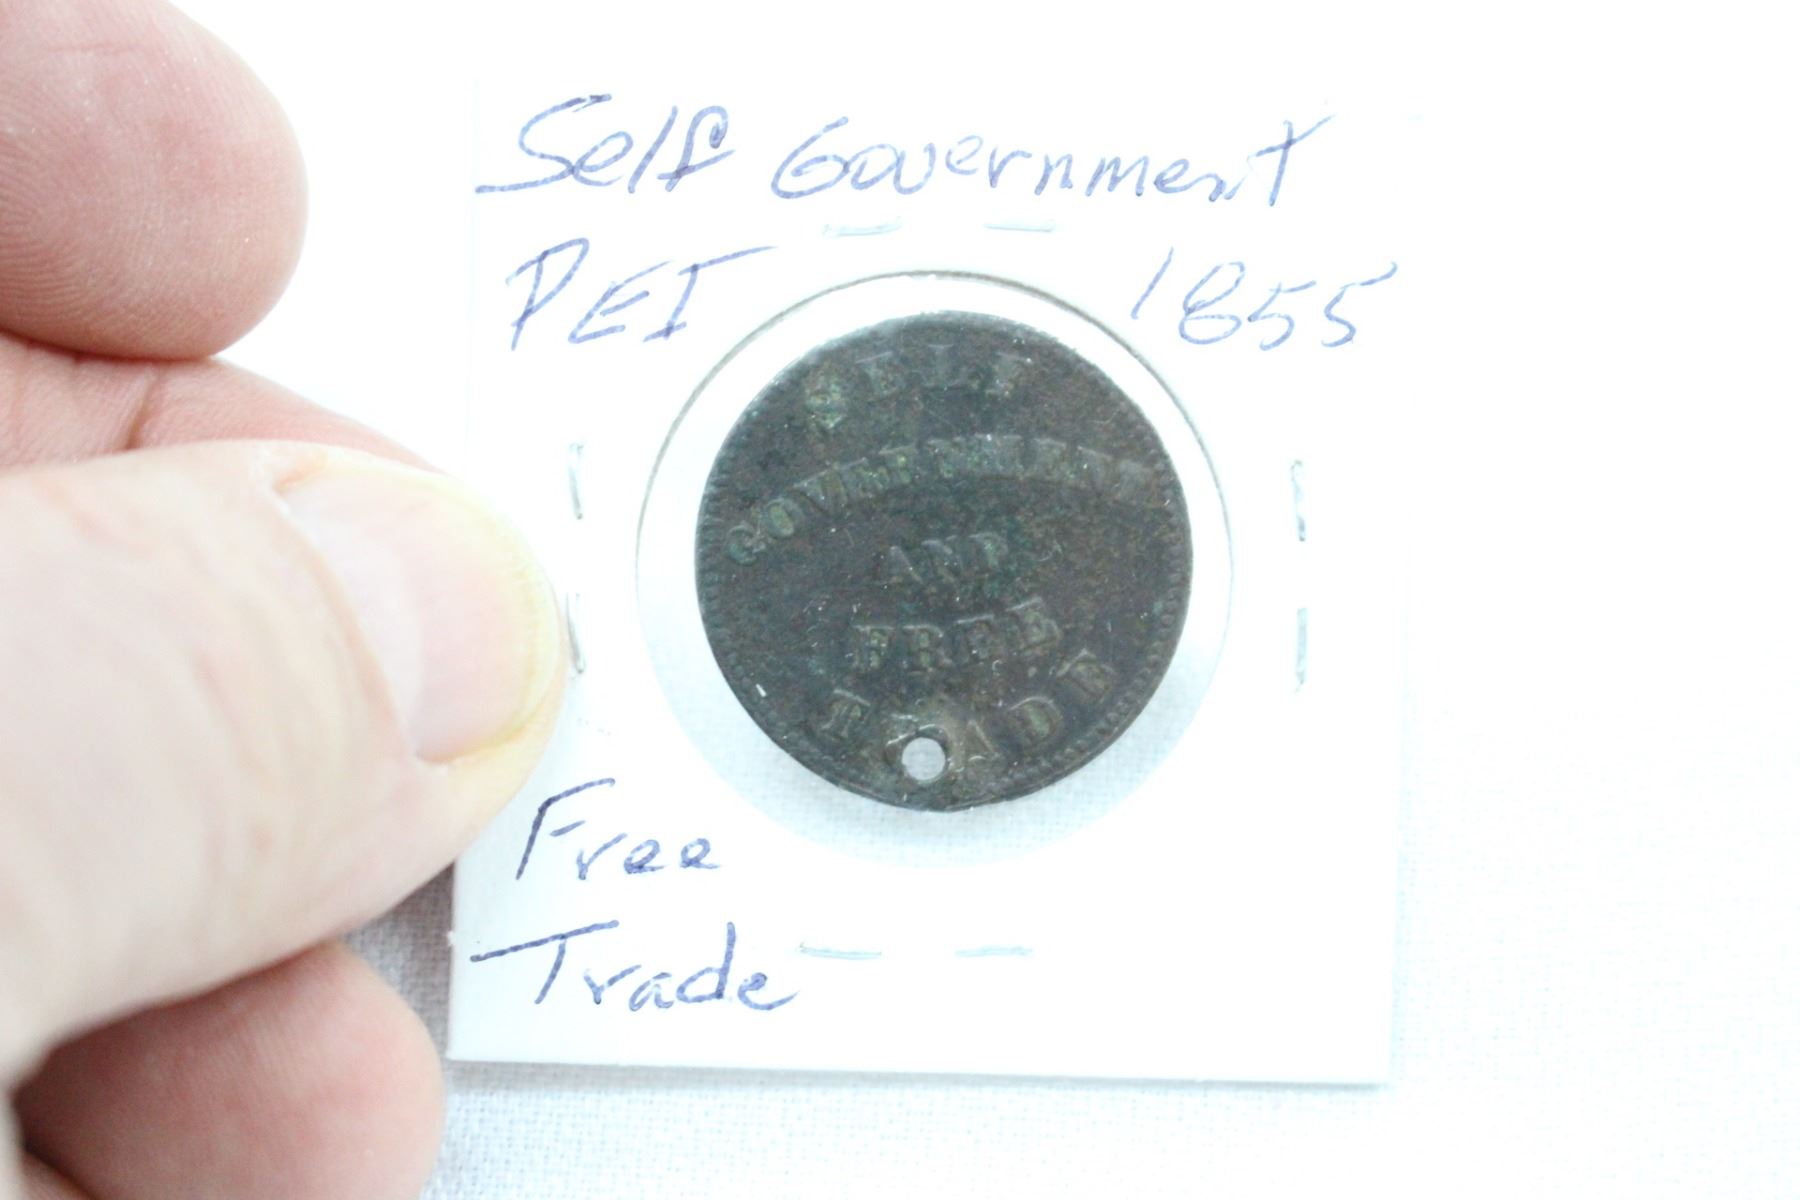 Self Government
PEI 1855
SELF
GOVERNMENT
AND
FREE
TRADE
Free
Trade